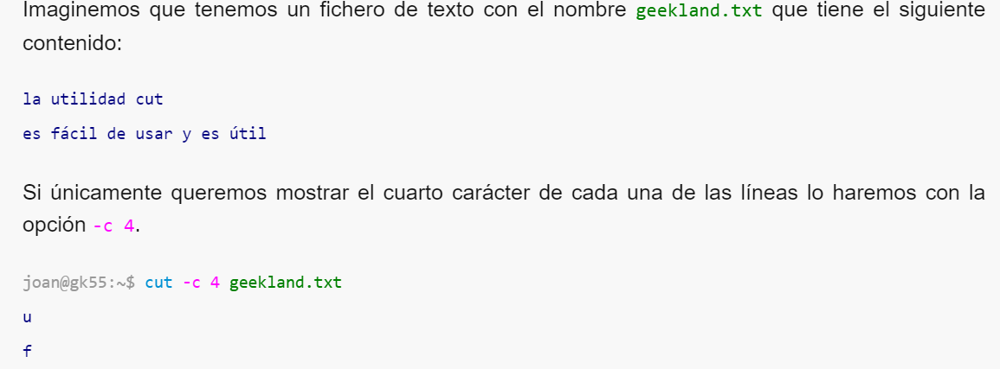 Imaginemos que tenemos un fichero de texto con el nombre geekland.txt que tiene el siguiente
contenido:
la utilidad cut
es fácil de usar y es útil
Si únicamente queremos mostrar el cuarto carácter de cada una de las líneas lo haremos con la
opción -c 4.
joan@gk55:~$ cut -c 4 geekland.txt
u
f